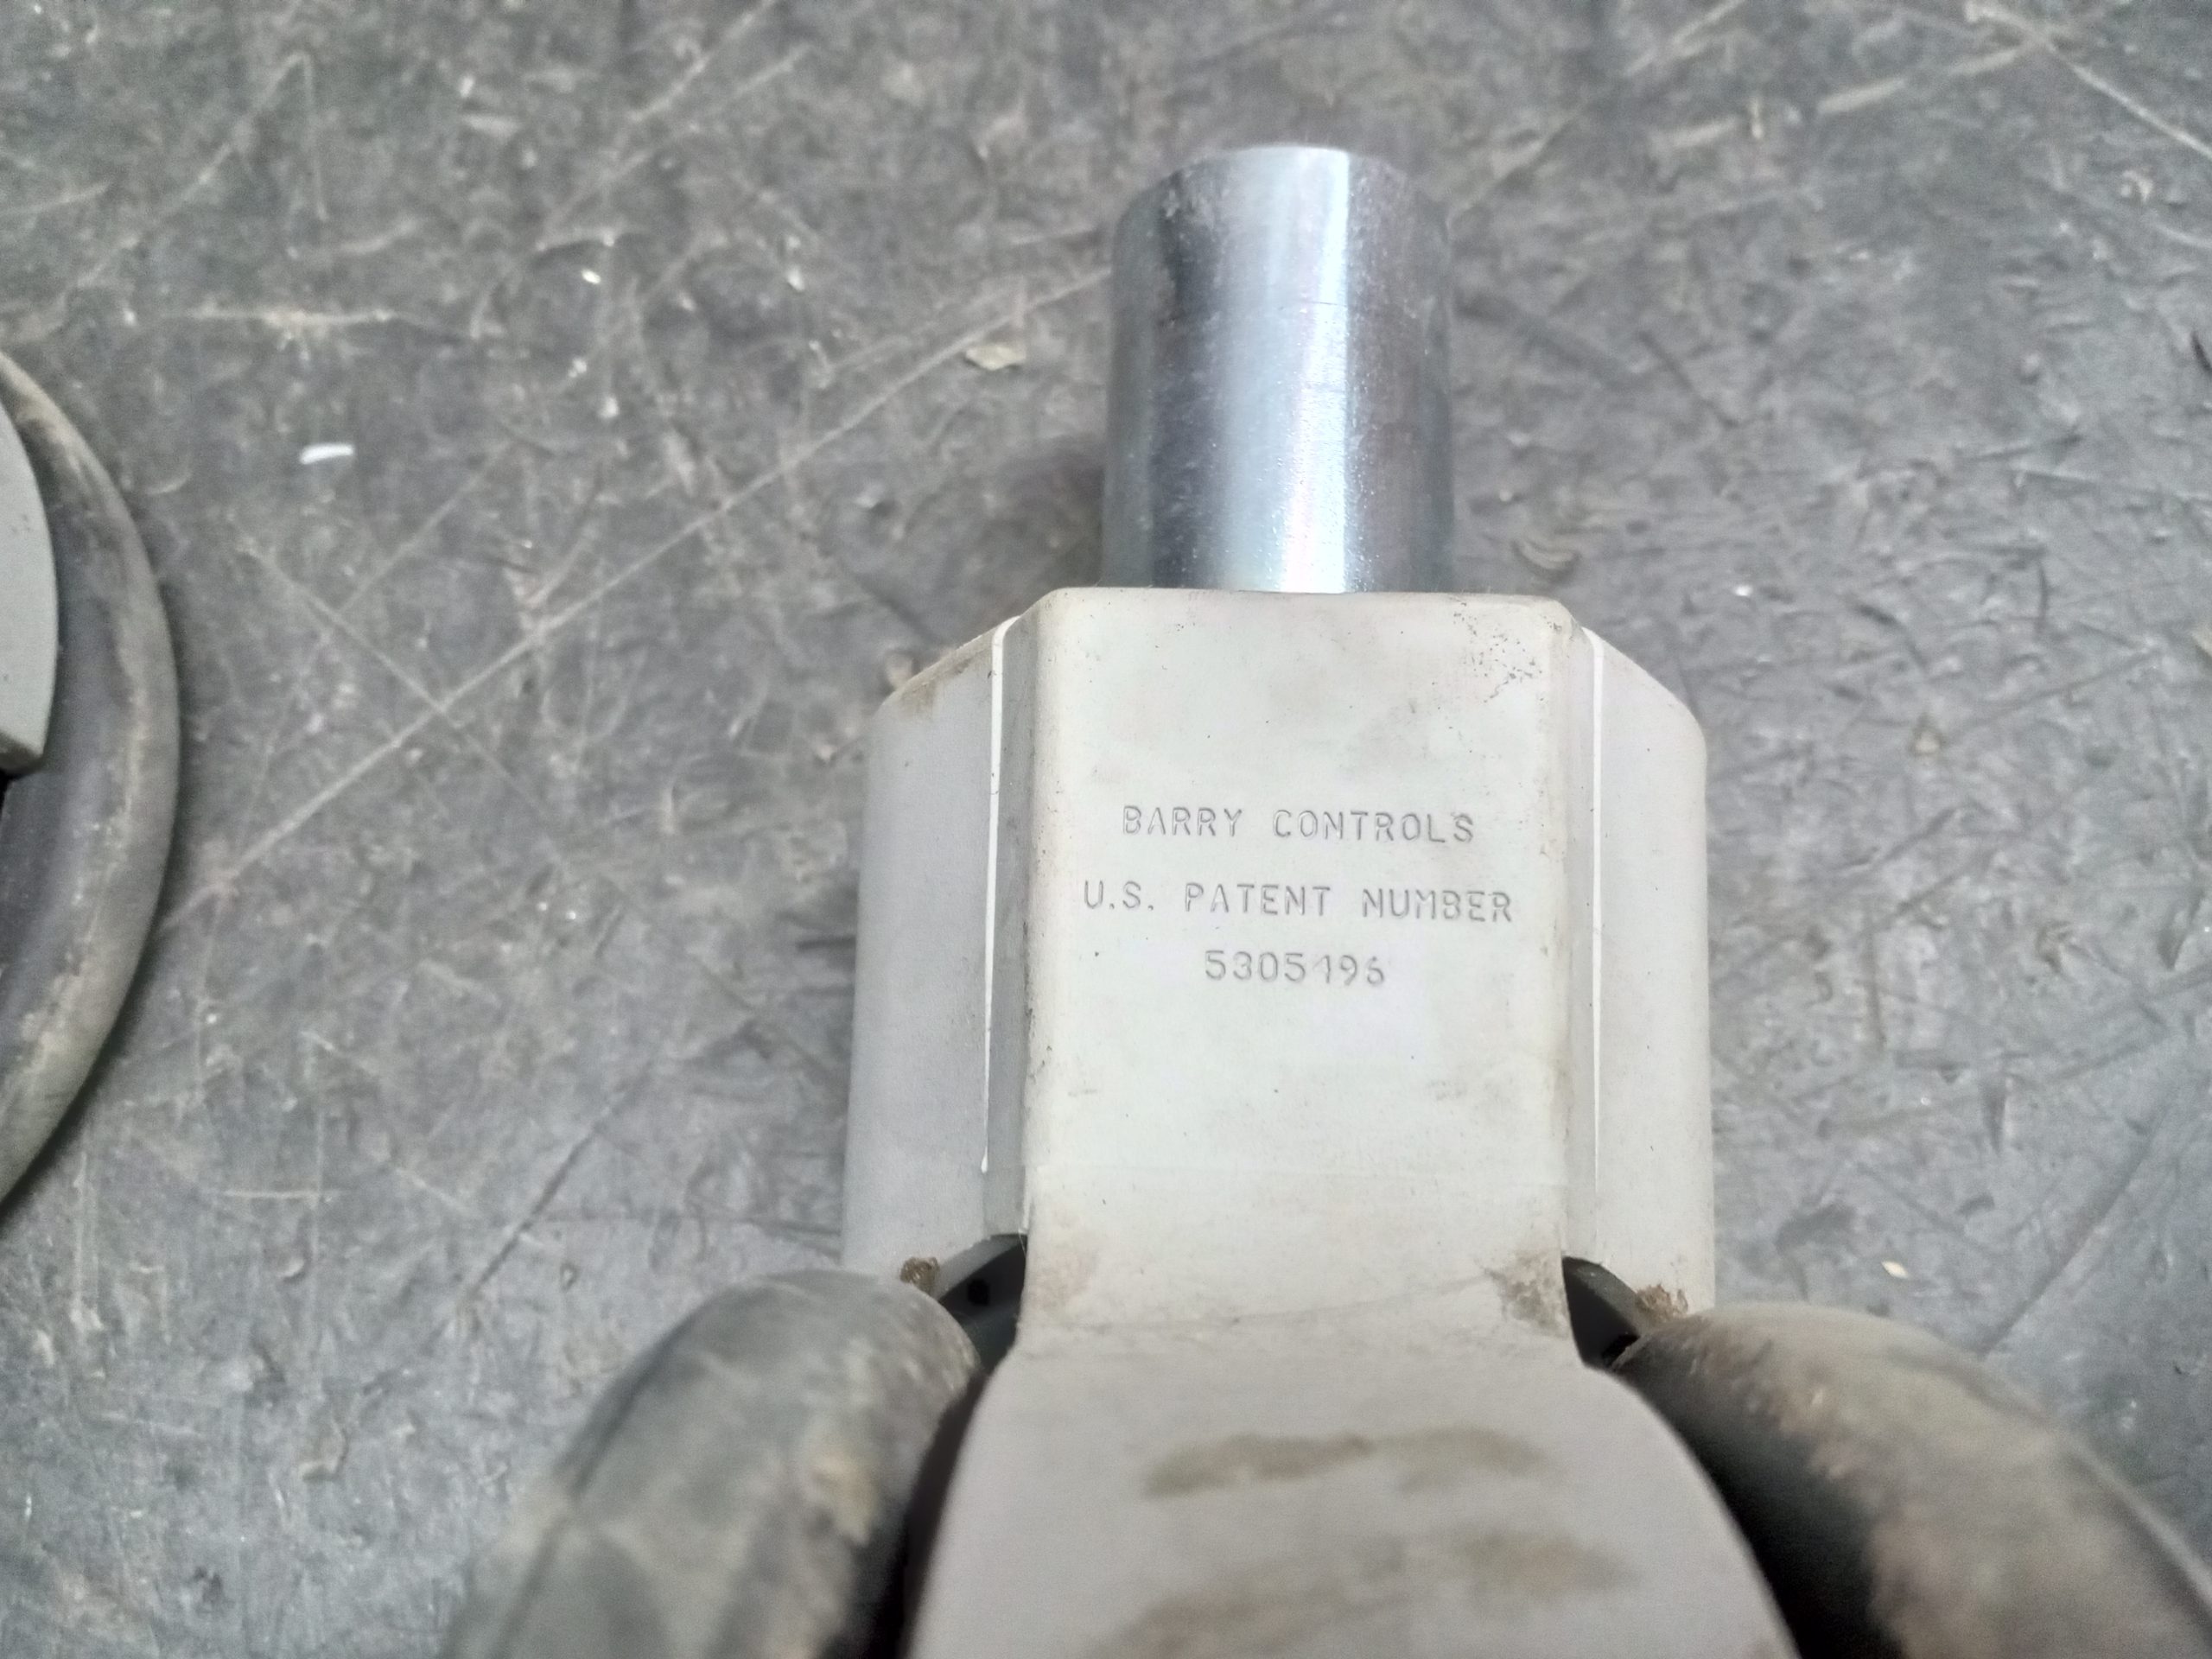 BARRY CONTROLS
U.S. PATENT NUMBER
5305196